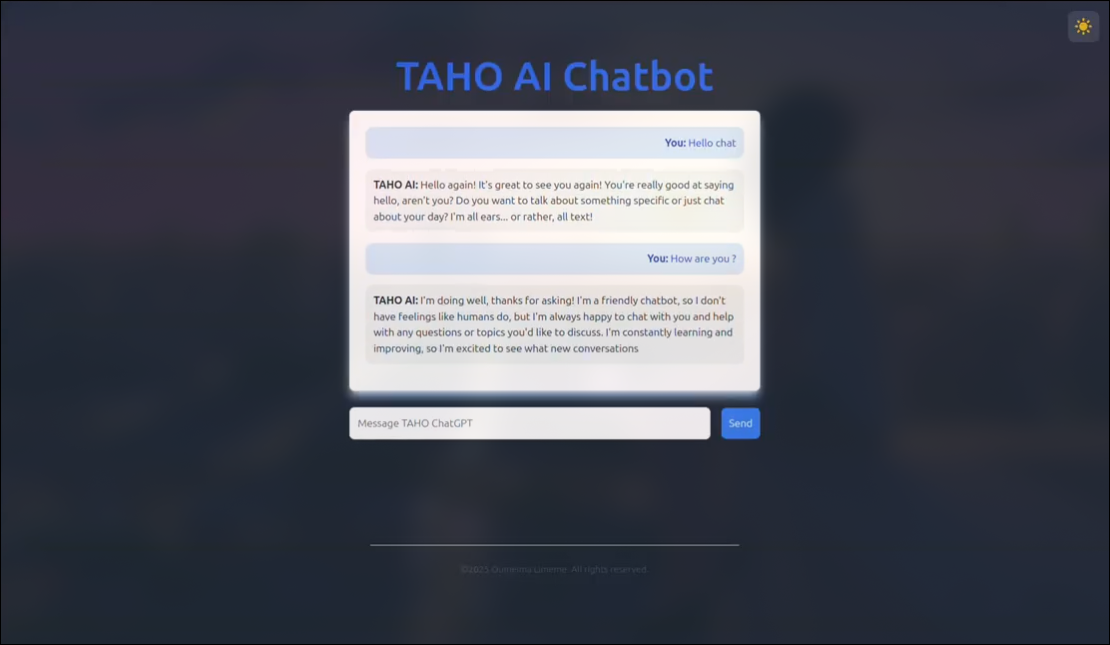 TAHO AI Chatbot
You: Hello chat
TAHO AI: Hello again! It's great to see you again! You're really good at saying
hello, aren't you? Do you want to talk about something specific or just chat
about your day? I'm all ears... or rather, all text!
You: How are you ?
TAHO AI: I'm doing well, thanks for asking! I'm a friendly chatbot, so I don't
have feelings like humans do, but I'm always happy to chat with you and help
with any questions or topics you'd like to discuss. I'm constantly learning and
improving, so I'm excited to see what new conversations
Message TAHO ChatGPT
Send
All rights reserved